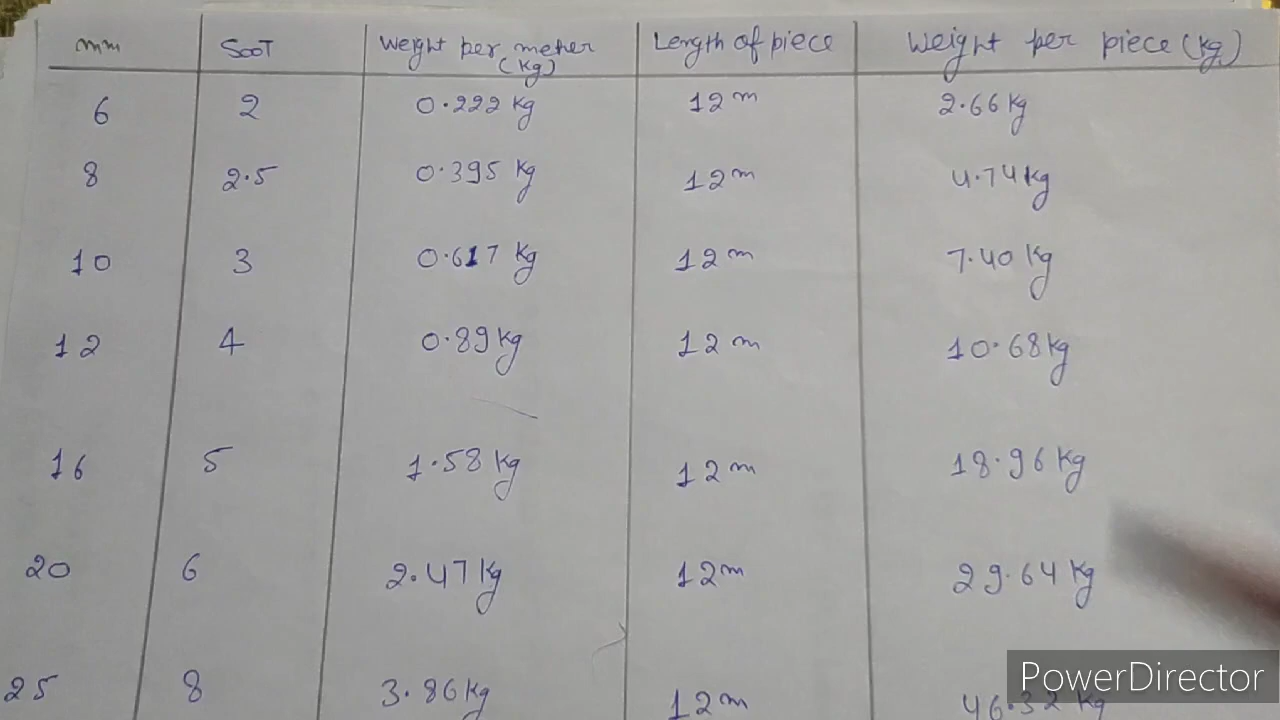 mm SOOT Weight per meter (kg) Length of piece Weight per piece (kg)
6 2 0.222 kg 12 m 2.66 kg
8 2.5 0.395 kg 12 m 4.74 kg
10 3 0.617 kg 12 m 7.40 kg
12 4 0.89 kg 12 m 10.68 kg
16 5 1.58 kg 12 m 18.96 kg
20 6 2.47 kg 12 m 29.64 kg
25 8 3.86 kg 12 m 46.32 kg
PowerDirector